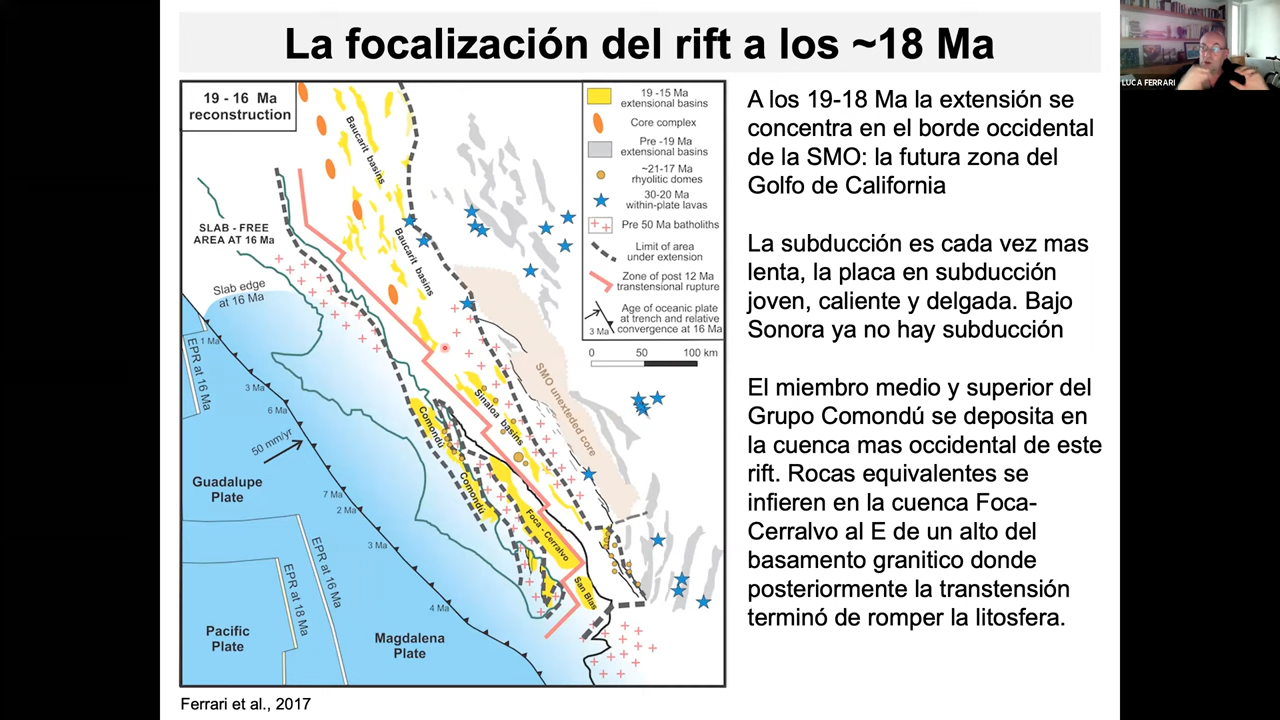 La focalización del rift a los ~18 Ma
LUCA FERRARI
19 - 16 Ma
reconstruction
Baucarit basins
SLAB - FREE
AREA AT 16 Ma
Slab edge
at 16 Ma
Baucarit basins
EPR at 16 Ma
1 Ma
3 Ma
6 Ma
50 mm/yr
Guadalupe
Plate
7 Ma
2 Ma
3 Ma
4 Ma
EPR at 18 Ma
EPR at 16 Ma
Pacific
Plate
Magdalena
Plate
Comondú
Comondú
Sinaloa basins
SMO unexteded core
Foca - Cerralvo
San Blas
19 -15 Ma
extensional basins
Core complex
Pre -19 Ma
extensional basins
~21-17 Ma
rhyolitic domes
30-20 Ma
within-plate lavas
Pre 50 Ma batholiths
Limit of area
under extension
Zone of post 12 Ma
transtensional rupture
Age of oceanic plate
at trench and relative
convergence at 16 Ma
3 Ma
0 50 100 km
A los 19-18 Ma la extensión se
concentra en el borde occidental
de la SMO: la futura zona del
Golfo de California
La subducción es cada vez mas
lenta, la placa en subducción
joven, caliente y delgada. Bajo
Sonora ya no hay subducción
El miembro medio y superior del
Grupo Comondú se deposita en
la cuenca mas occidental de este
rift. Rocas equivalentes se
infieren en la cuenca Foca-
Cerralvo al E de un alto del
basamento granitico donde
posteriormente la transtensión
terminó de romper la litosfera.
Ferrari et al., 2017